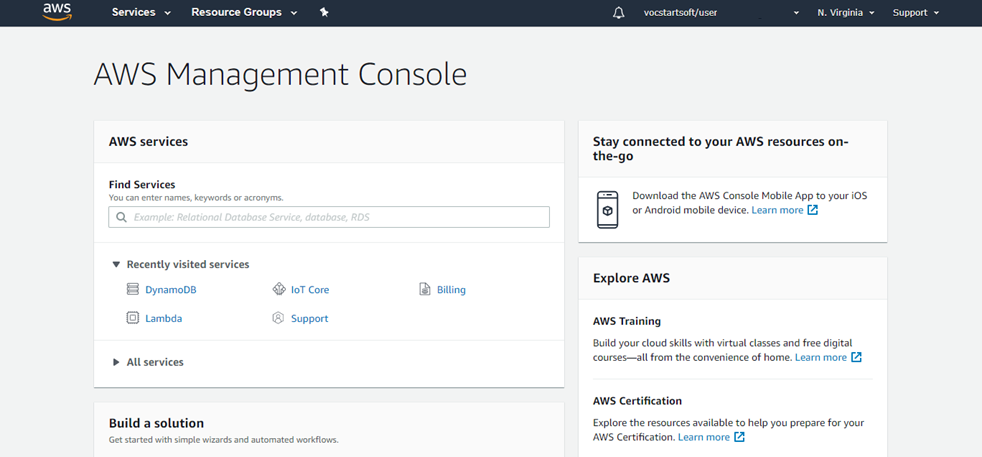 aws
Services
Resource Groups
vocstartsoft/user
N. Virginia
Support
AWS Management Console
AWS services
Find Services
You can enter names, keywords or acronyms.
Example: Relational Database Service, database, RDS
Recently visited services
DynamoDB
IoT Core
Billing
Lambda
Support
All services
Build a solution
Get started with simple wizards and automated workflows.
Stay connected to your AWS resources on-
the-go
Download the AWS Console Mobile App to your iOS
or Android mobile device. Learn more
Explore AWS
AWS Training
Build your cloud skills with virtual classes and free digital
courses—all from the convenience of home. Learn more
AWS Certification
Explore the resources available to help you prepare for your
AWS Certification. Learn more